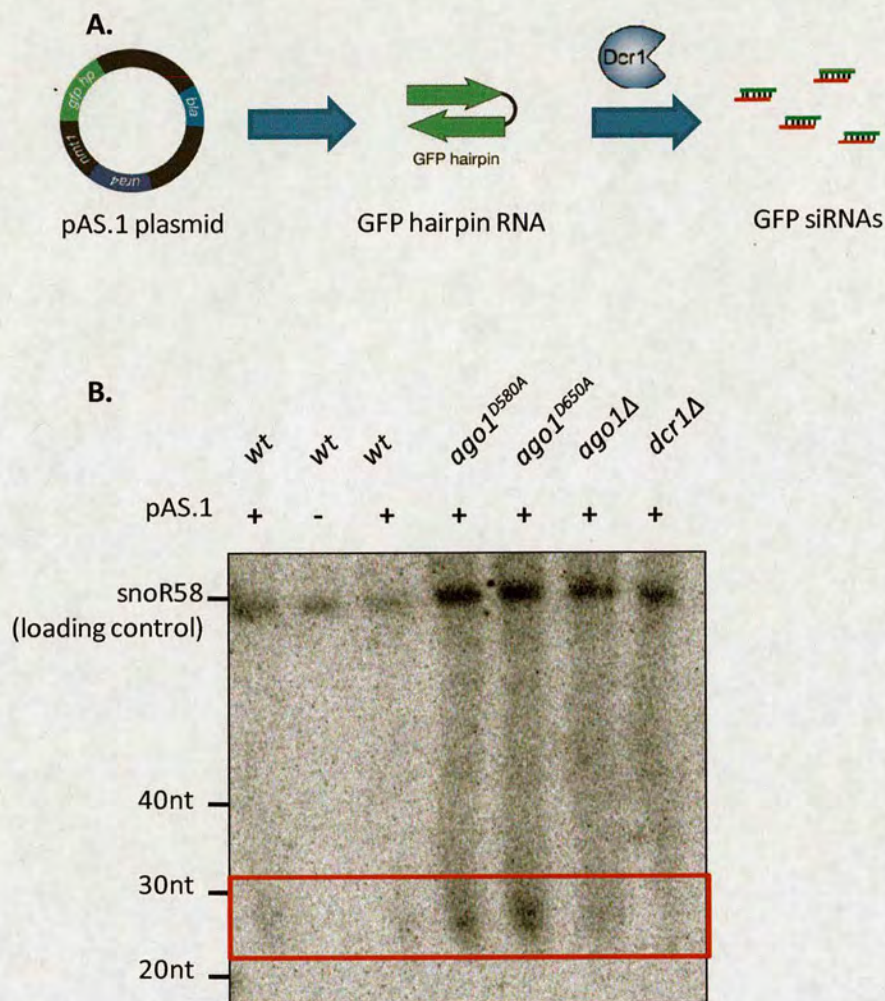 A.
gfp hp
bla
nmt1
ura4
pAS.1 plasmid
GFP hairpin
GFP hairpin RNA
Dcr1
GFP siRNAs
B.
wt wt wt ago1D580A ago1D650A ago1Δ dcr1Δ
pAS.1 + - + + + + +
snoR58
(loading control)
40nt
30nt
20nt